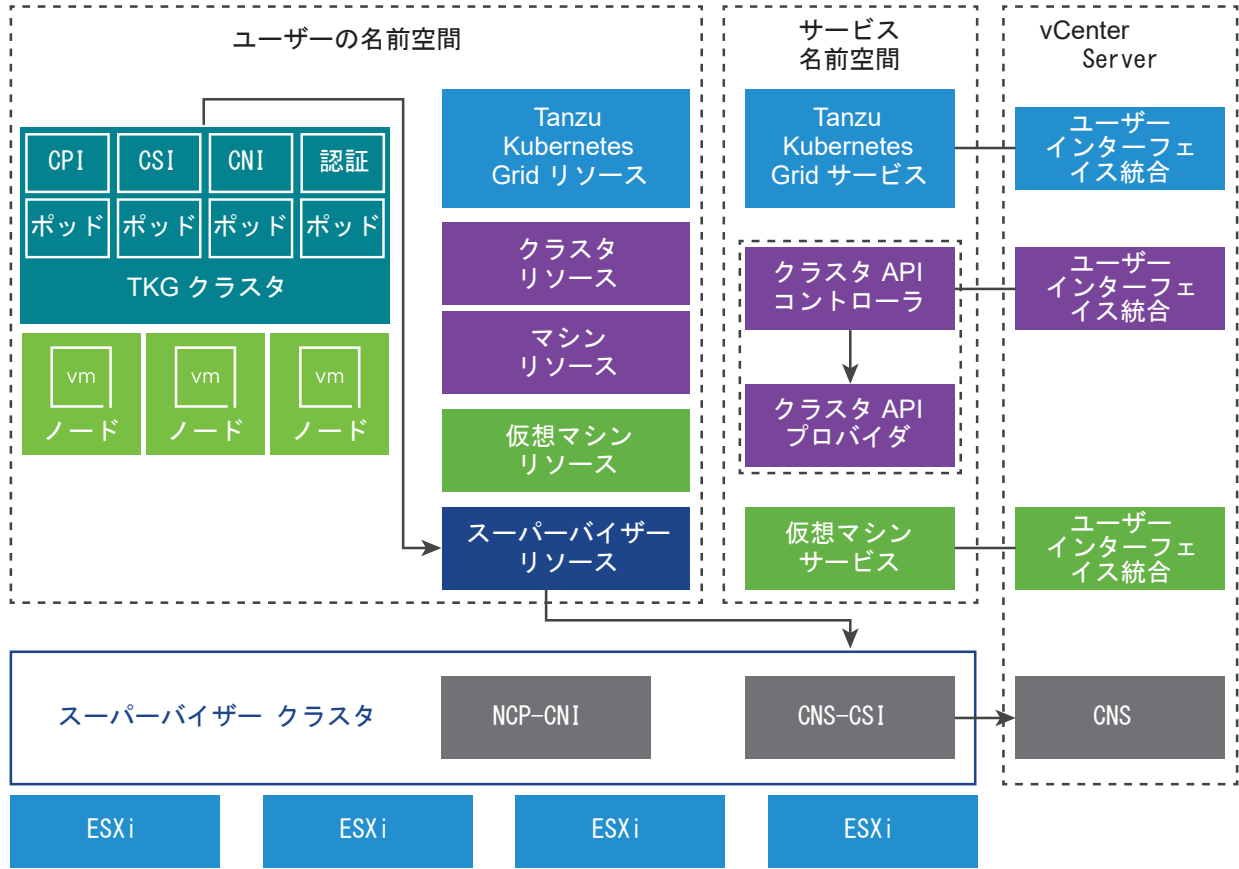 ユーザーの名前空間
CPI
CSI
CNI
認証
ポッド
ポッド
ポッド
ポッド
TKG クラスタ
vm
ノード
vm
ノード
vm
ノード
Tanzu
Kubernetes
Grid リソース
クラスタ
リソース
マシン
リソース
仮想マシン
リソース
スーパーバイザー
リソース
サービス
名前空間
Tanzu
Kubernetes
Grid サービス
クラスタ API
コントローラ
クラスタ API
プロバイダ
仮想マシン
サービス
vCenter
Server
ユーザー
インターフェ
イス統合
ユーザー
インターフェ
イス統合
ユーザー
インターフェ
イス統合
スーパーバイザー クラスタ
NCP-CNI
CNS-CSI
CNS
ESXi
ESXi
ESXi
ESXi